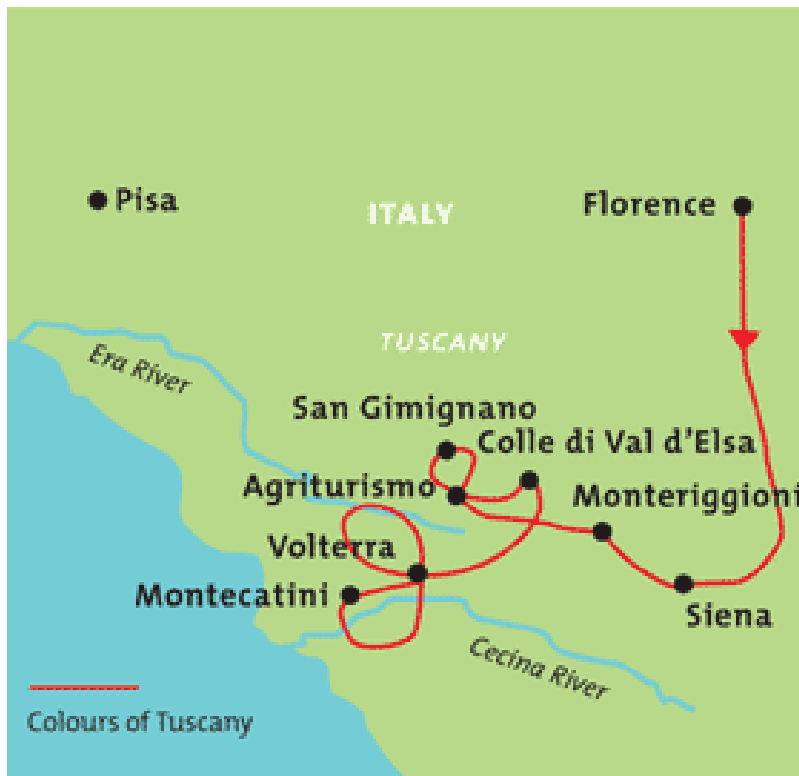 Pisa
ITALY
Florence
TUSCANY
Era River
San Gimignano
Colle di Val d'Elsa
Agriturismo
Monteriggioni
Volterra
Montecatini
Siena
Cecina River
Colours of Tuscany